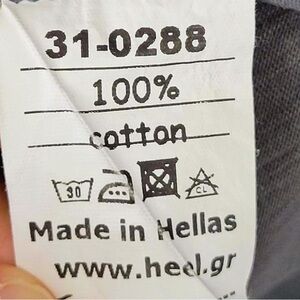 31-0288
100%
cotton
30 CL
Made in Hellas
www.heel.gr